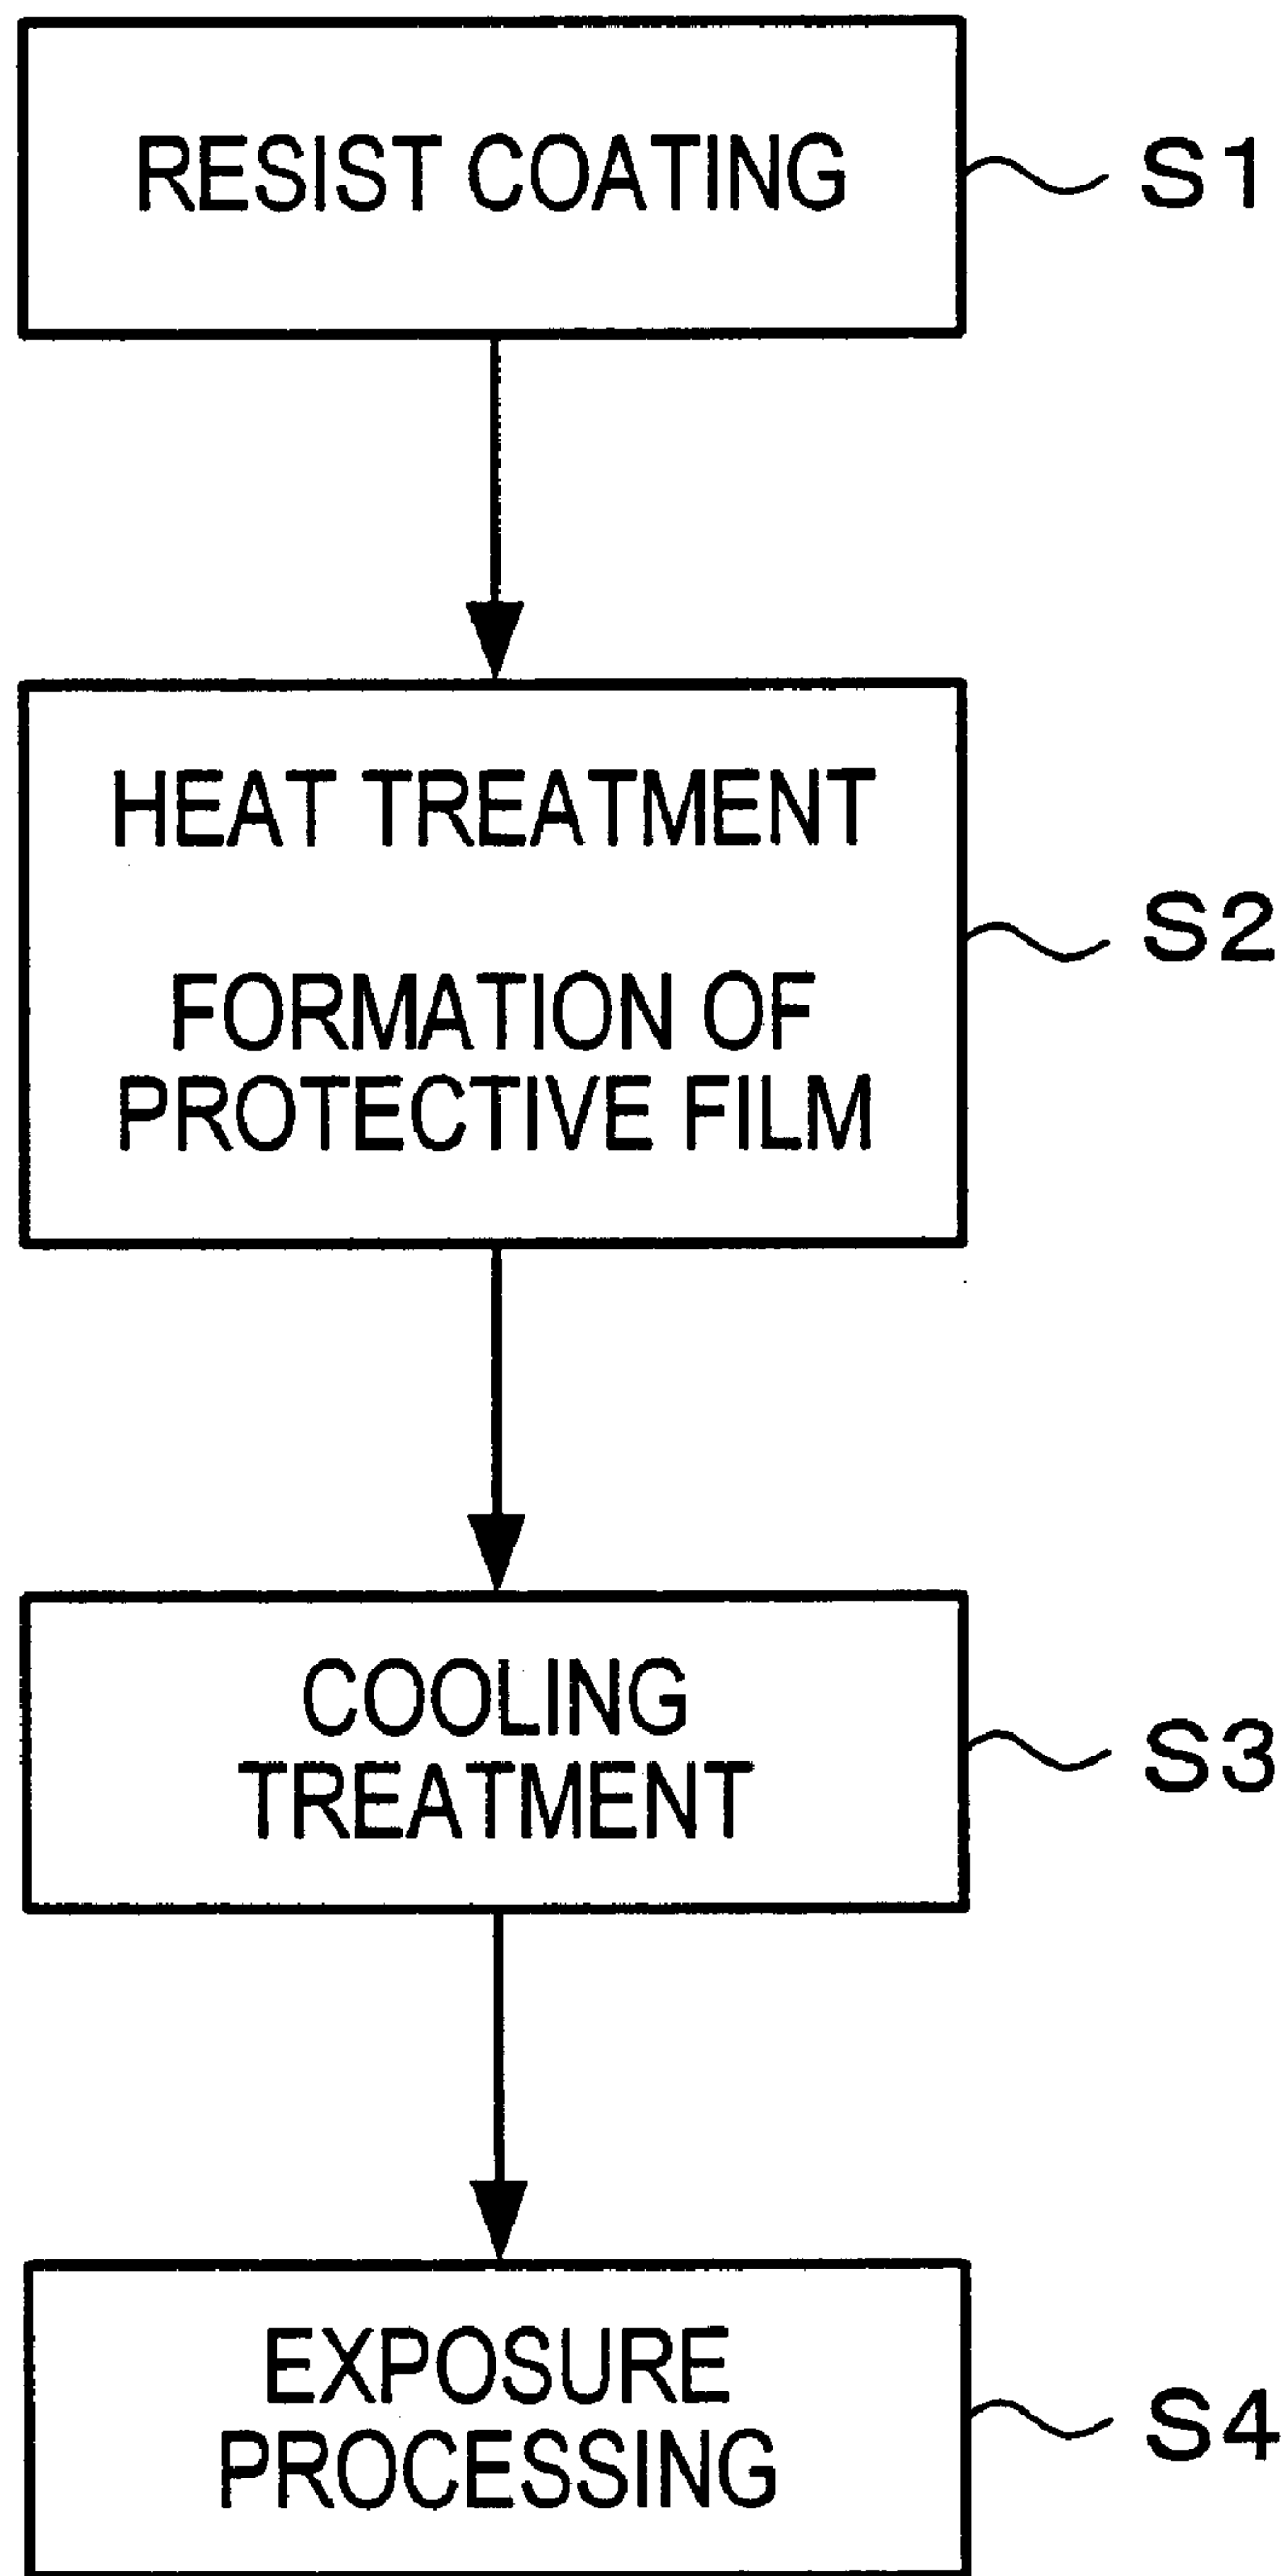 RESIST COATING
S1
HEAT TREATMENT
FORMATION OF
PROTECTIVE FILM
S2
COOLING
TREATMENT
S3
EXPOSURE
PROCESSING
S4